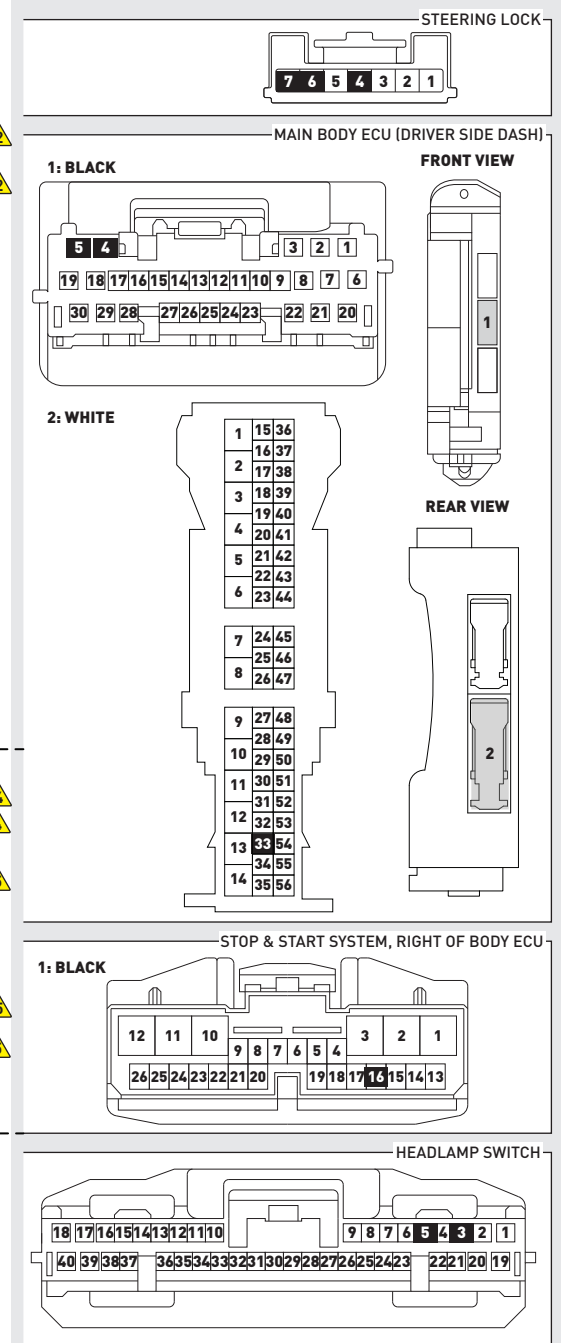 STEERING LOCK
7 6 5 4 3 2 1
MAIN BODY ECU (DRIVER SIDE DASH)
1: BLACK
FRONT VIEW
5 4 3 2 1
19 18 17 16 15 14 13 12 11 10 9 8 7 6
30 29 28 27 26 25 24 23 22 21 20
1
2: WHITE
1 15 36
16 37
2 17 38
3 18 39
19 40
4 20 41
5 21 42
22 43
6 23 44
7 24 45
25 46
8 26 47
9 27 48
28 49
10 29 50
11 30 51
31 52
12 32 53
13 33 54
34 55
14 35 56
REAR VIEW
2
STOP & START SYSTEM, RIGHT OF BODY ECU
1: BLACK
12 11 10 3 2 1
9 8 7 6 5 4
26 25 24 23 22 21 20 19 18 17 16 15 14 13
HEADLAMP SWITCH
18 17 16 15 14 13 12 11 10 9 8 7 6 5 4 3 2 1
40 39 38 37 36 35 34 33 32 31 30 29 28 27 26 25 24 23 22 21 20 19